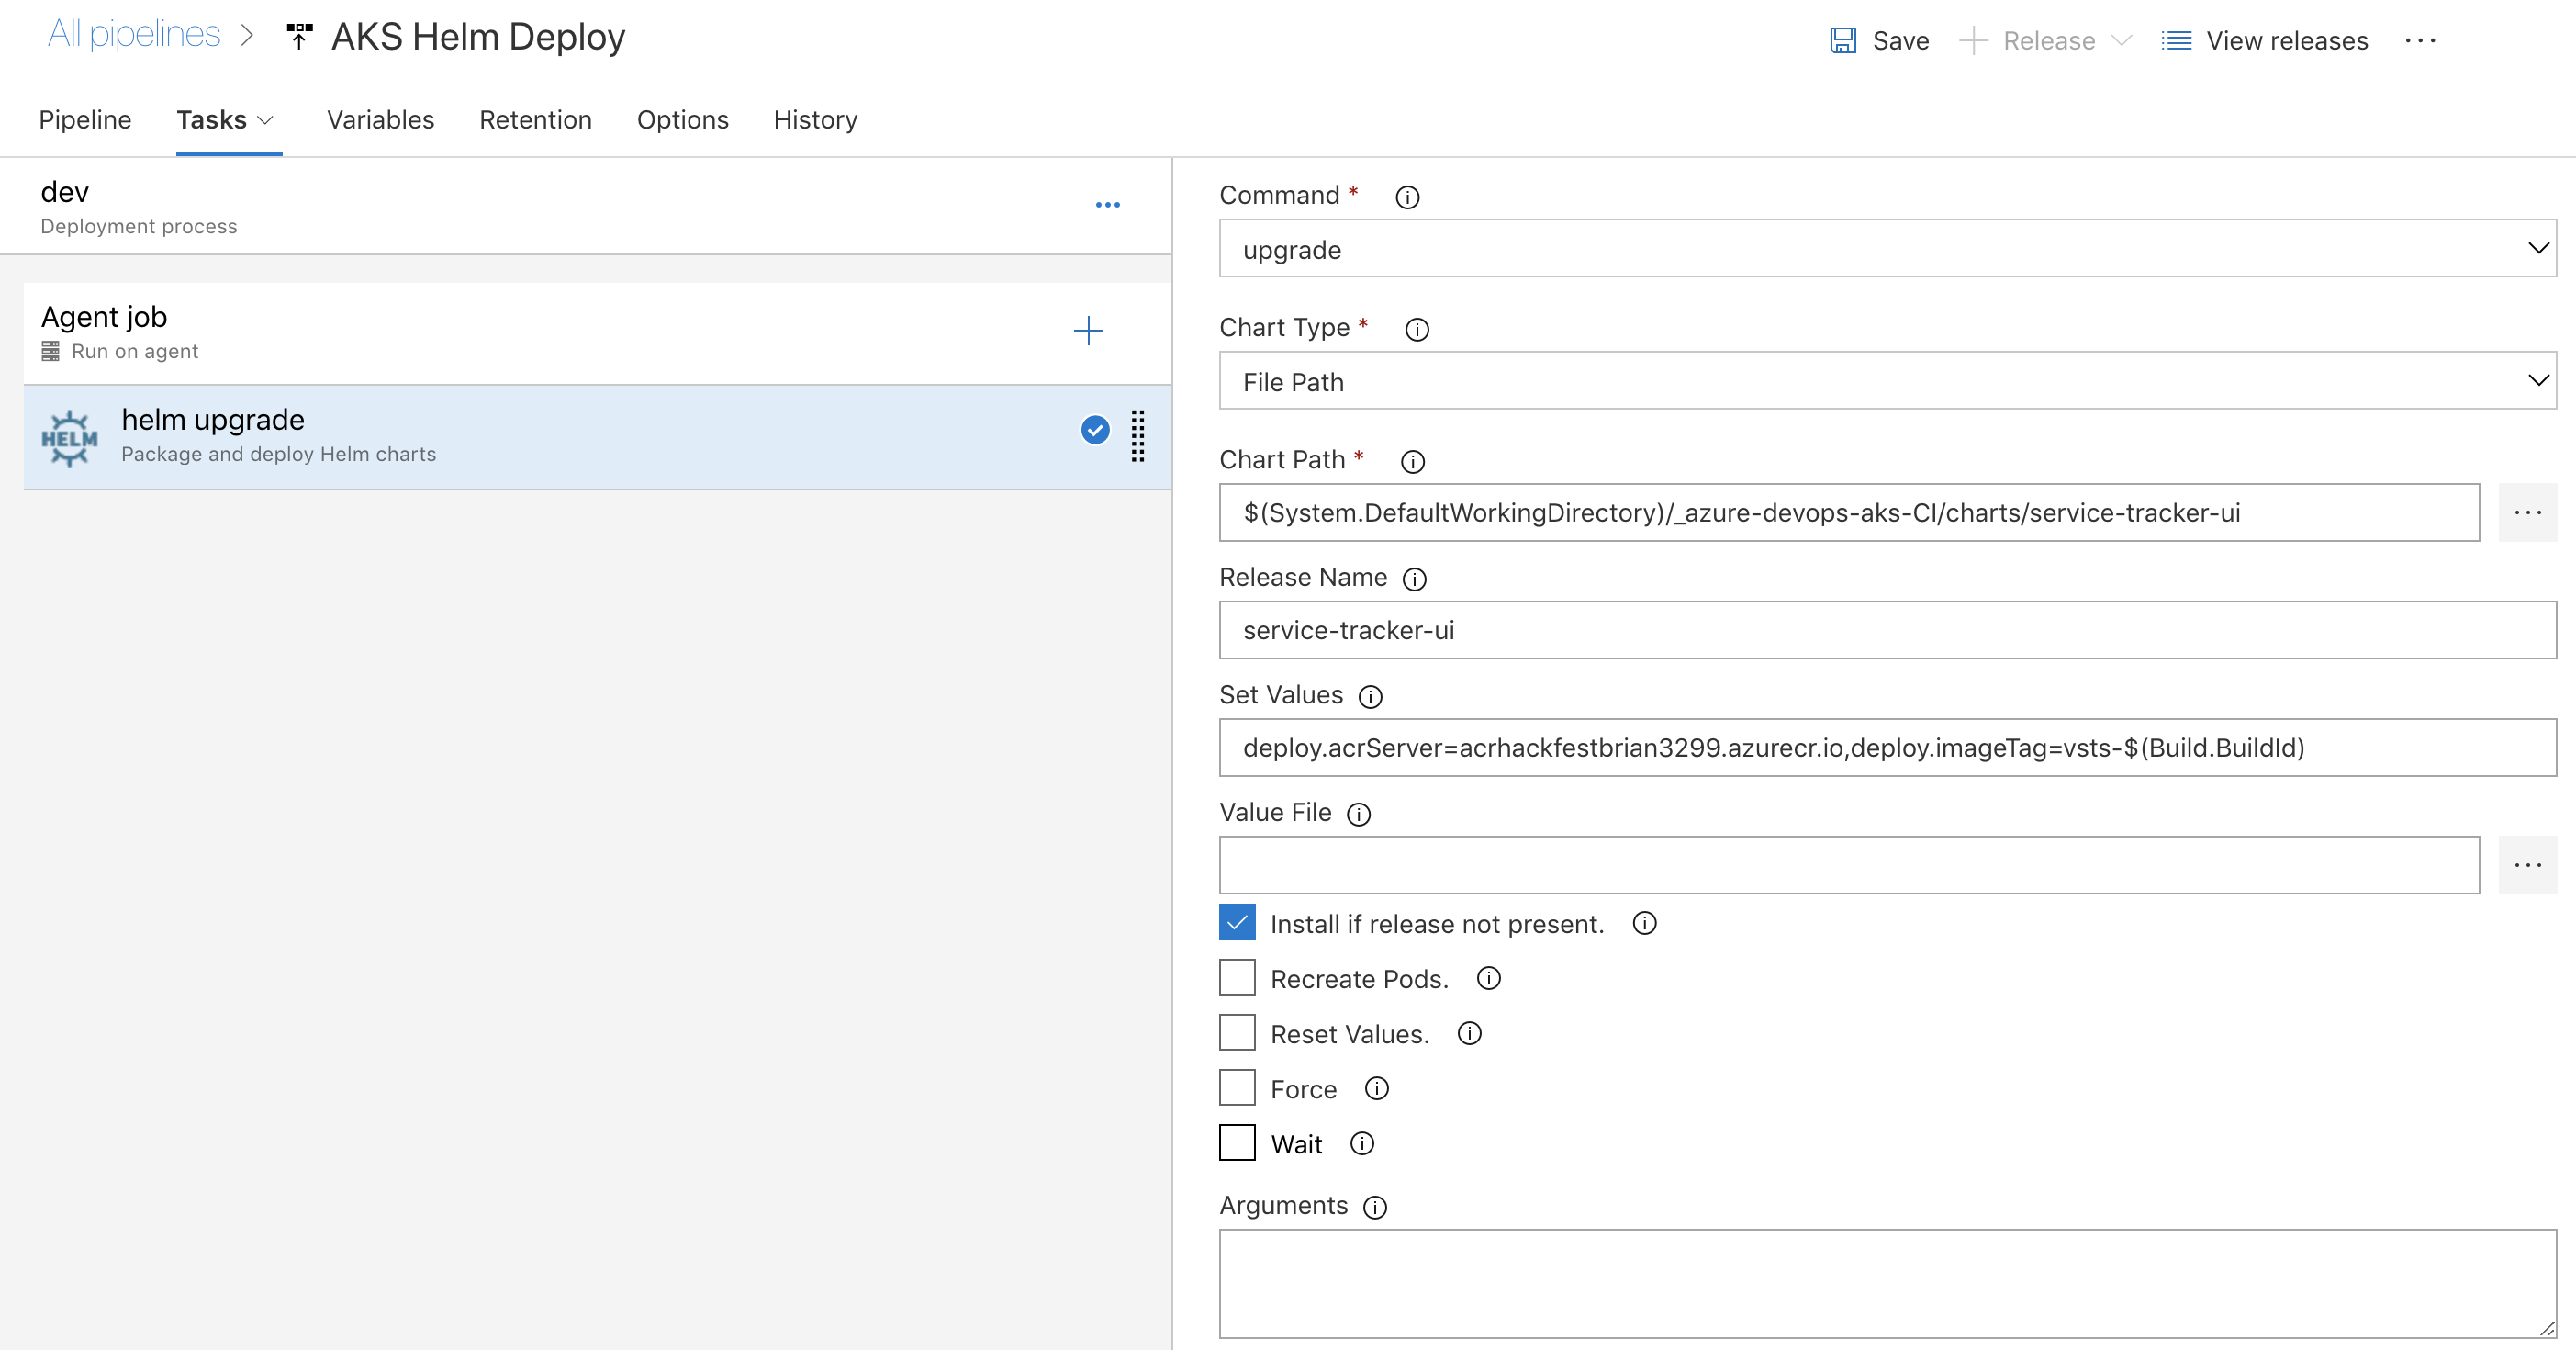 All pipelines > AKS Helm Deploy
Save
Release
View releases
Pipeline
Tasks
Variables
Retention
Options
History
dev
Deployment process
Agent job
Run on agent
HELM
helm upgrade
Package and deploy Helm charts
Command *
upgrade
Chart Type *
File Path
Chart Path *
$(System.DefaultWorkingDirectory)/_azure-devops-aks-CI/charts/service-tracker-ui
Release Name
service-tracker-ui
Set Values
deploy.acrServer=acrhackfestbrian3299.azurecr.io,deploy.imageTag=vsts-$(Build.BuildId)
Value File
Install if release not present.
Recreate Pods.
Reset Values.
Force
Wait
Arguments